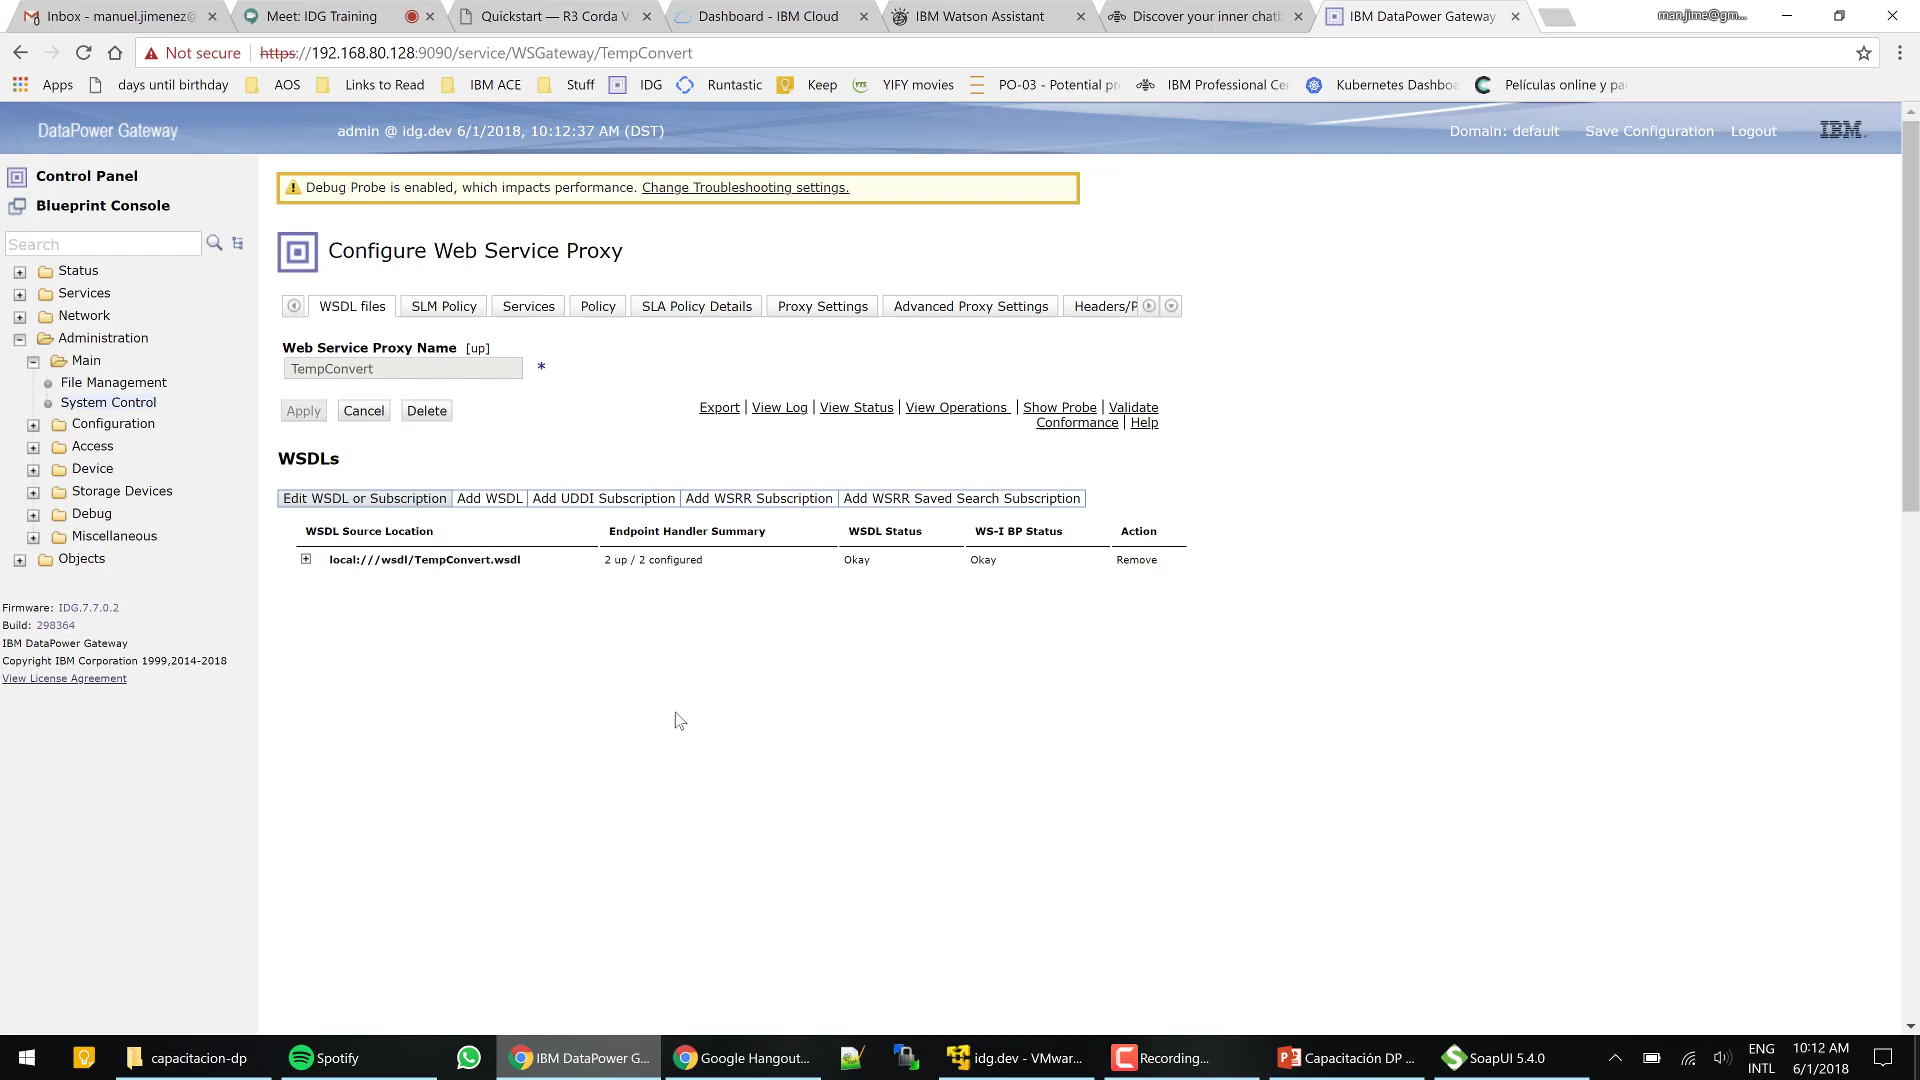 Inbox - manuel.jimenez@
Meet: IDG Training
Quickstart — R3 Corda V
Dashboard - IBM Cloud
IBM Watson Assistant
Discover your inner chatb
IBM DataPower Gateway
manjime@gm...
Not secure https://192.168.80.128:9090/service/WSGateway/TempConvert
Apps
days until birthday
AOS
Links to Read
IBM ACE
Stuff
IDG
Runtastic
Keep
YIFY movies
PO-03 - Potential pr
IBM Professional Cer
Kubernetes Dashboa
Películas online y pa
DataPower Gateway
admin @ idg.dev 6/1/2018, 10:12:37 AM (DST)
Domain: default
Save Configuration
Logout
IBM.
Control Panel
Blueprint Console
Search
Status
Services
Network
Administration
Main
File Management
System Control
Configuration
Access
Device
Storage Devices
Debug
Miscellaneous
Objects
Firmware: IDG.7.7.0.2
Build: 298364
IBM DataPower Gateway
Copyright IBM Corporation 1999,2014-2018
View License Agreement
Debug Probe is enabled, which impacts performance. Change Troubleshooting settings.
Configure Web Service Proxy
WSDL files
SLM Policy
Services
Policy
SLA Policy Details
Proxy Settings
Advanced Proxy Settings
Headers/P
Web Service Proxy Name [up]
TempConvert *
Apply
Cancel
Delete
Export | View Log | View Status | View Operations | Show Probe | Validate
Conformance | Help
WSDLs
Edit WSDL or Subscription
Add WSDL
Add UDDI Subscription
Add WSRR Subscription
Add WSRR Saved Search Subscription
WSDL Source Location
Endpoint Handler Summary
WSDL Status
WS-I BP Status
Action
local:///wsdl/TempConvert.wsdl
2 up / 2 configured
Okay
Okay
Remove
capacitacion-dp
Spotify
IBM DataPower G...
Google Hangout...
idg.dev - VMwar...
Recording...
Capacitación DP ...
SoapUI 5.4.0
ENG
INTL
10:12 AM
6/1/2018